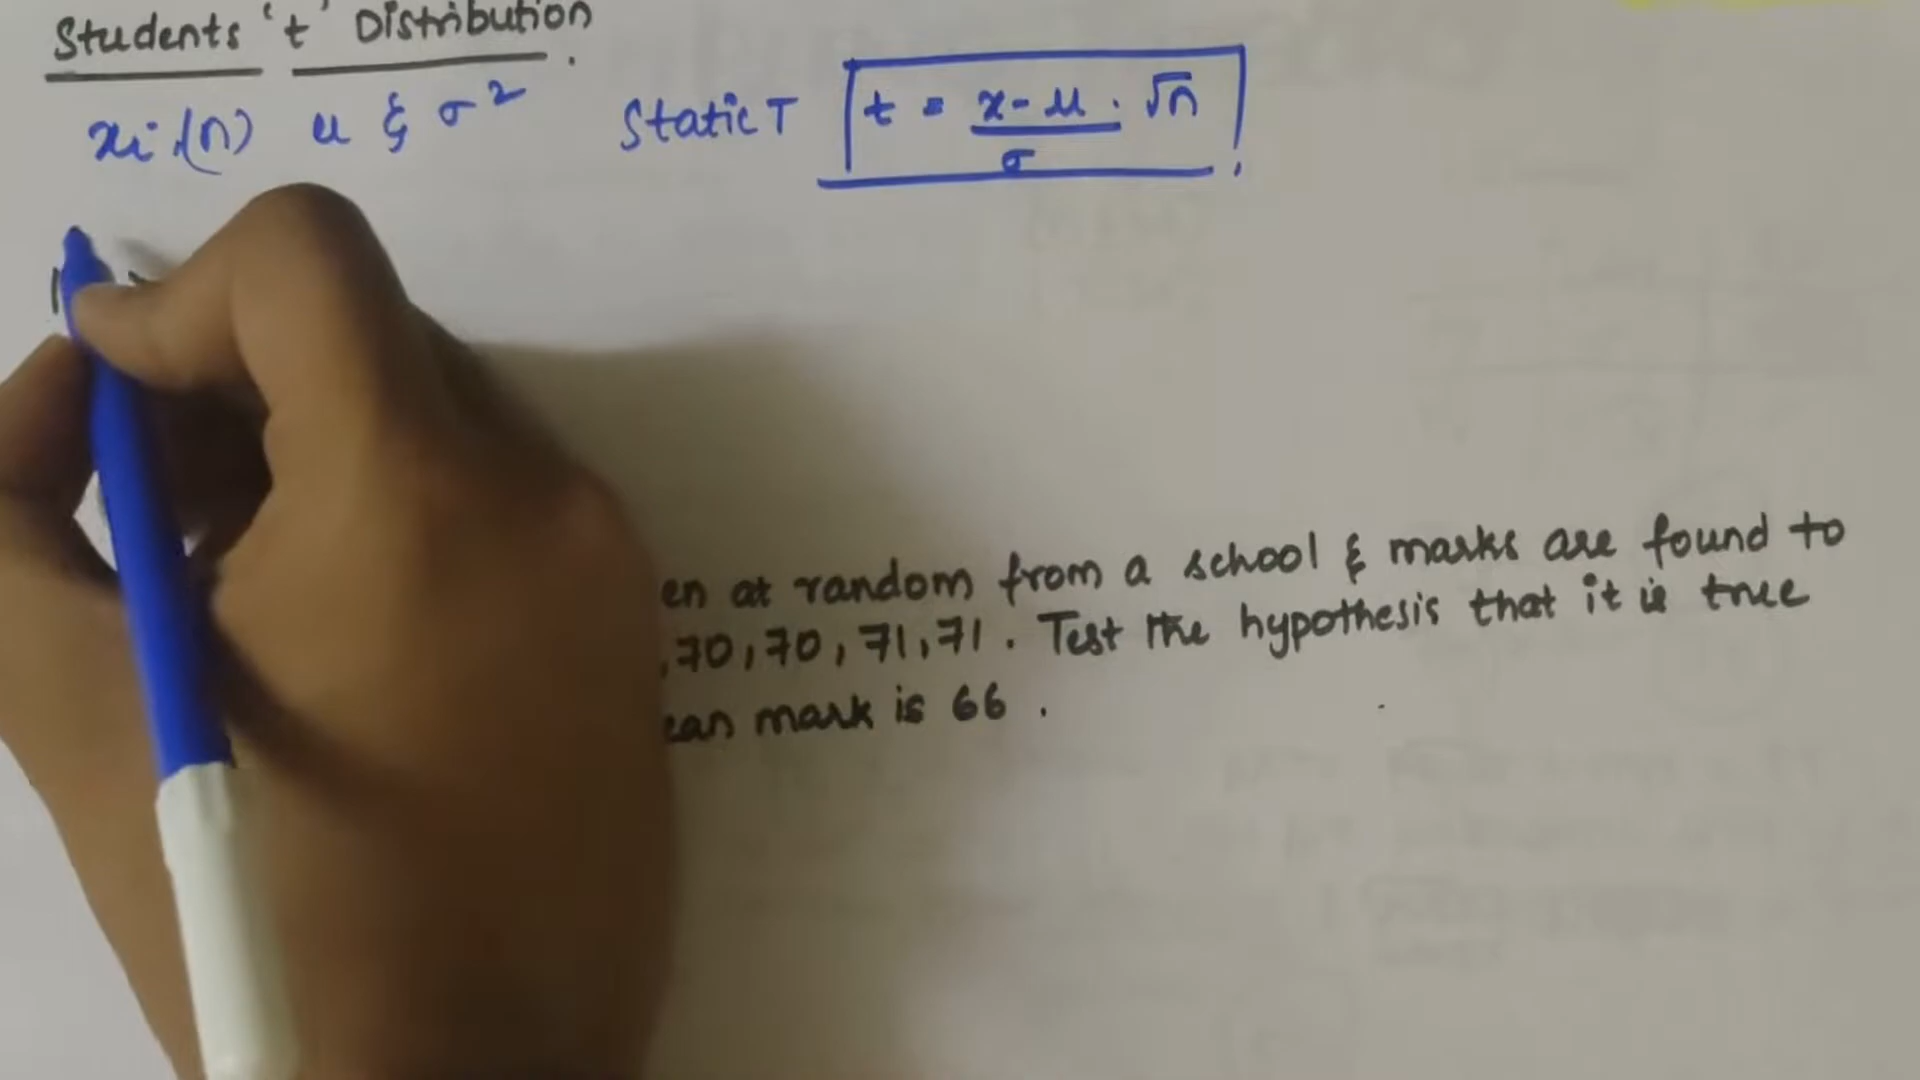 Students 't' Distribution.
xi (n) μ & σ²
Static T t = x - μ . √n
σ
en at random from a school & marks are found to
,70,70,71,71. Test the hypothesis that it is true
ean mark is 66.